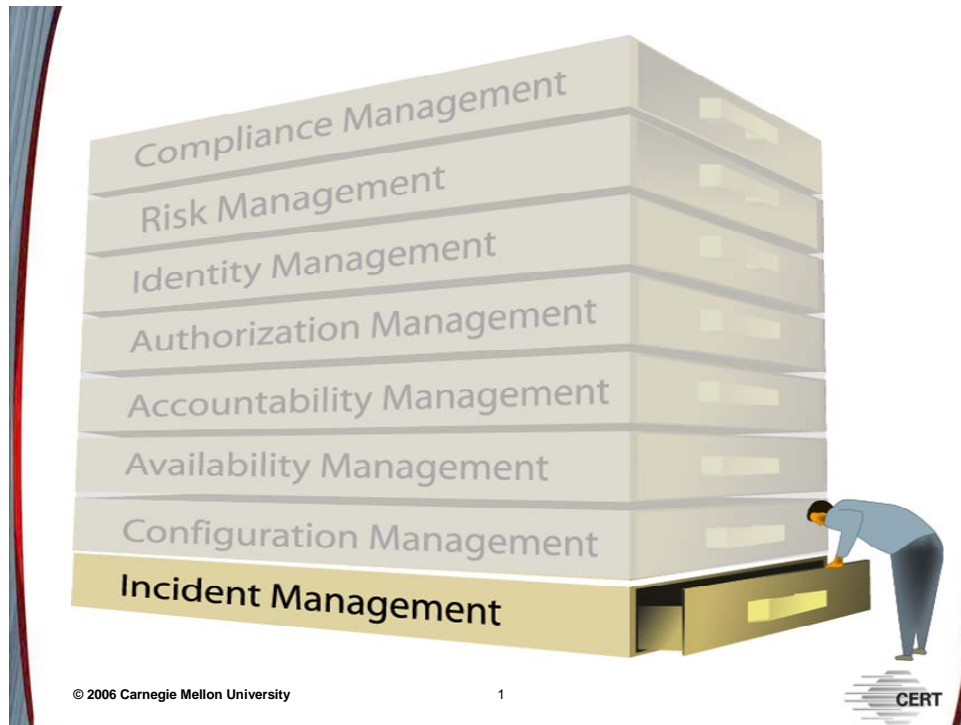 Compliance Management
Risk Management
Identity Management
Authorization Management
Accountability Management
Availability Management
Configuration Management
Incident Management
© 2006 Carnegie Mellon University
1
CERT